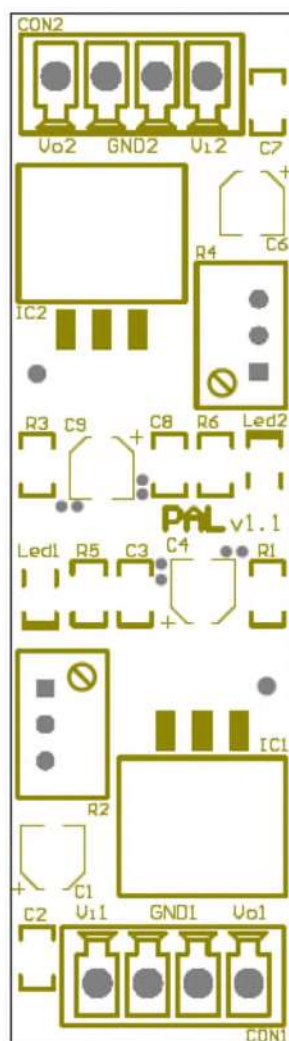 CON2
Vo2 GND2 Vi2
C7
+
C6
R4
IC2
R3 C9 + C8 R6 Led2
PAL v1.1
Led1 R5 C3 C4 R1
+
IC1
R2
+ C1
C2 Vi1 GND1 Vo1
CON1